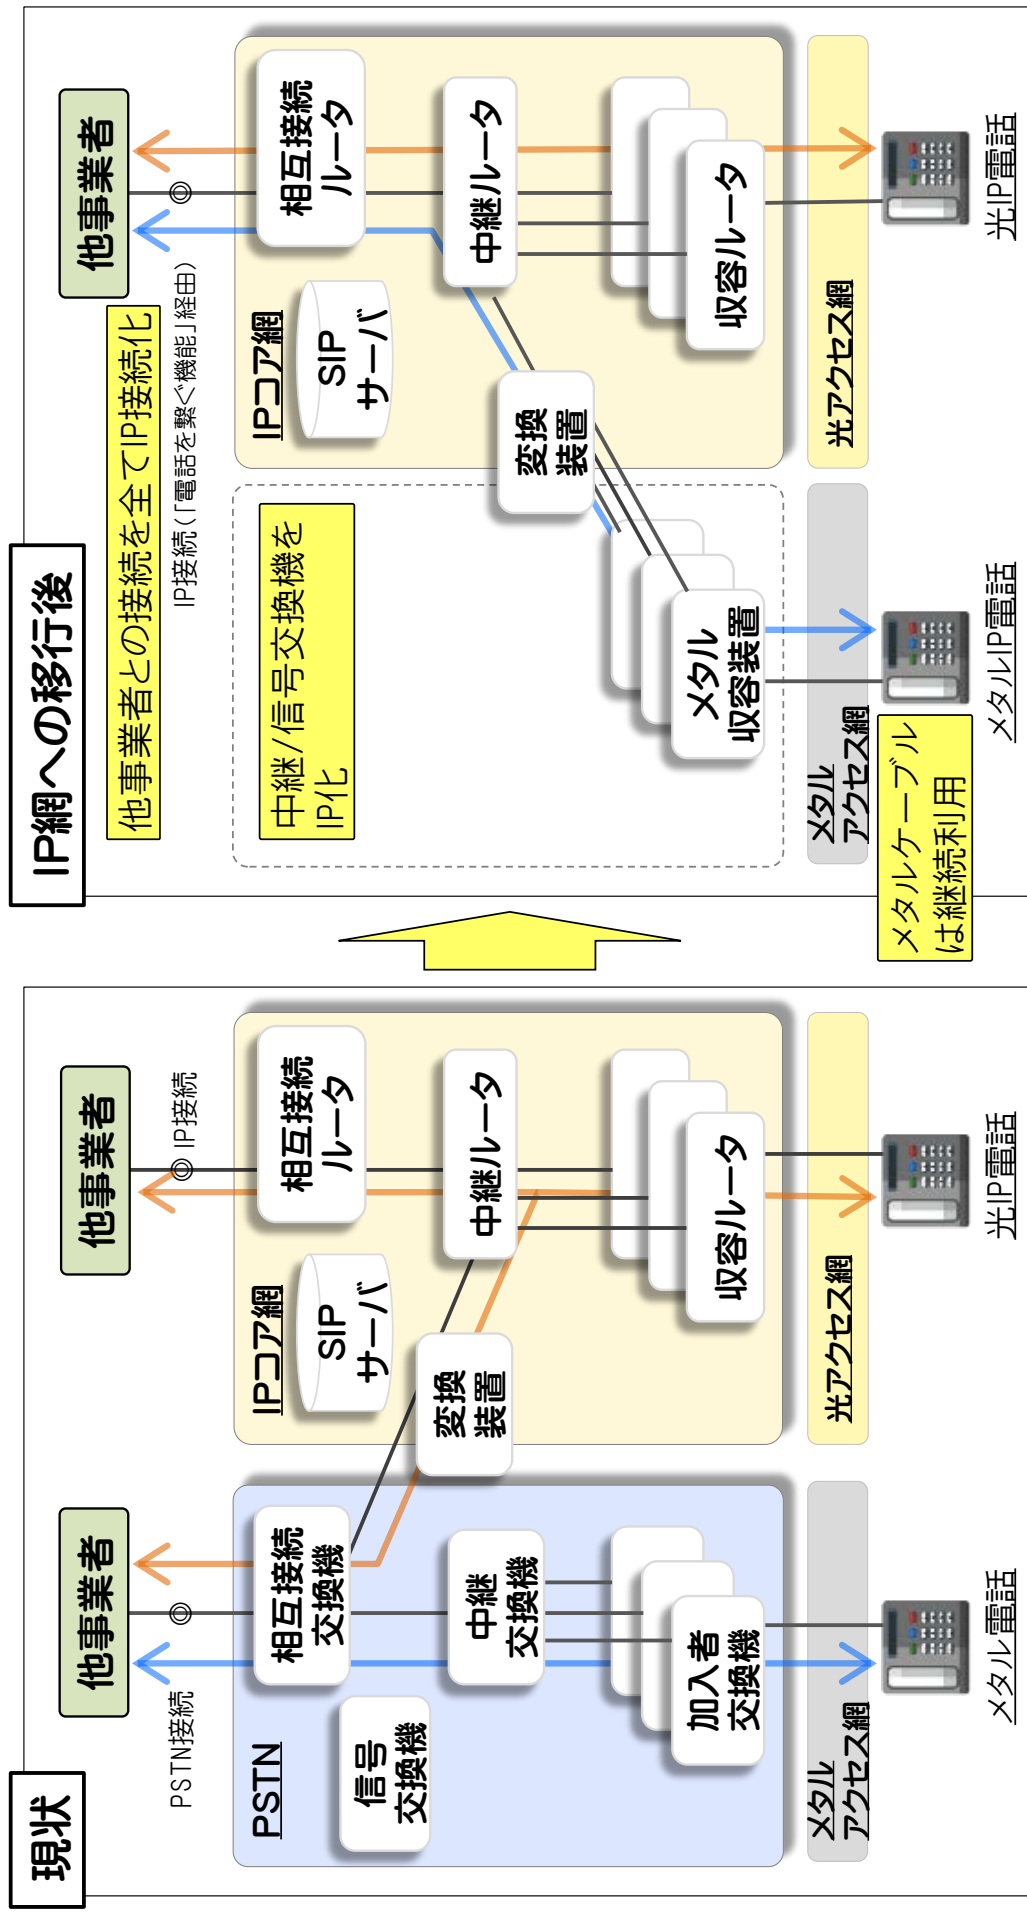 現状
他事業者
PSTN接続
PSTN
信号
交換機
相互接続
交換機
中継
交換機
加入者
交換機
メタル
アクセス網
メタル電話
他事業者
IP接続
IPコア網
SIP
サーバ
相互接続
ルータ
変換
装置
中継ルータ
収容ルータ
光アクセス網
光IP電話
IP網への移行後
他事業者との接続を全てIP接続化
他事業者
IP接続(「電話を繋ぐ機能」経由)
中継/信号交換機を
IP化
IPコア網
SIP
サーバ
相互接続
ルータ
中継ルータ
変換
装置
収容ルータ
メタル
収容装置
メタル
アクセス網
光アクセス網
メタルケーブル
は継続利用
メタルIP電話
光IP電話